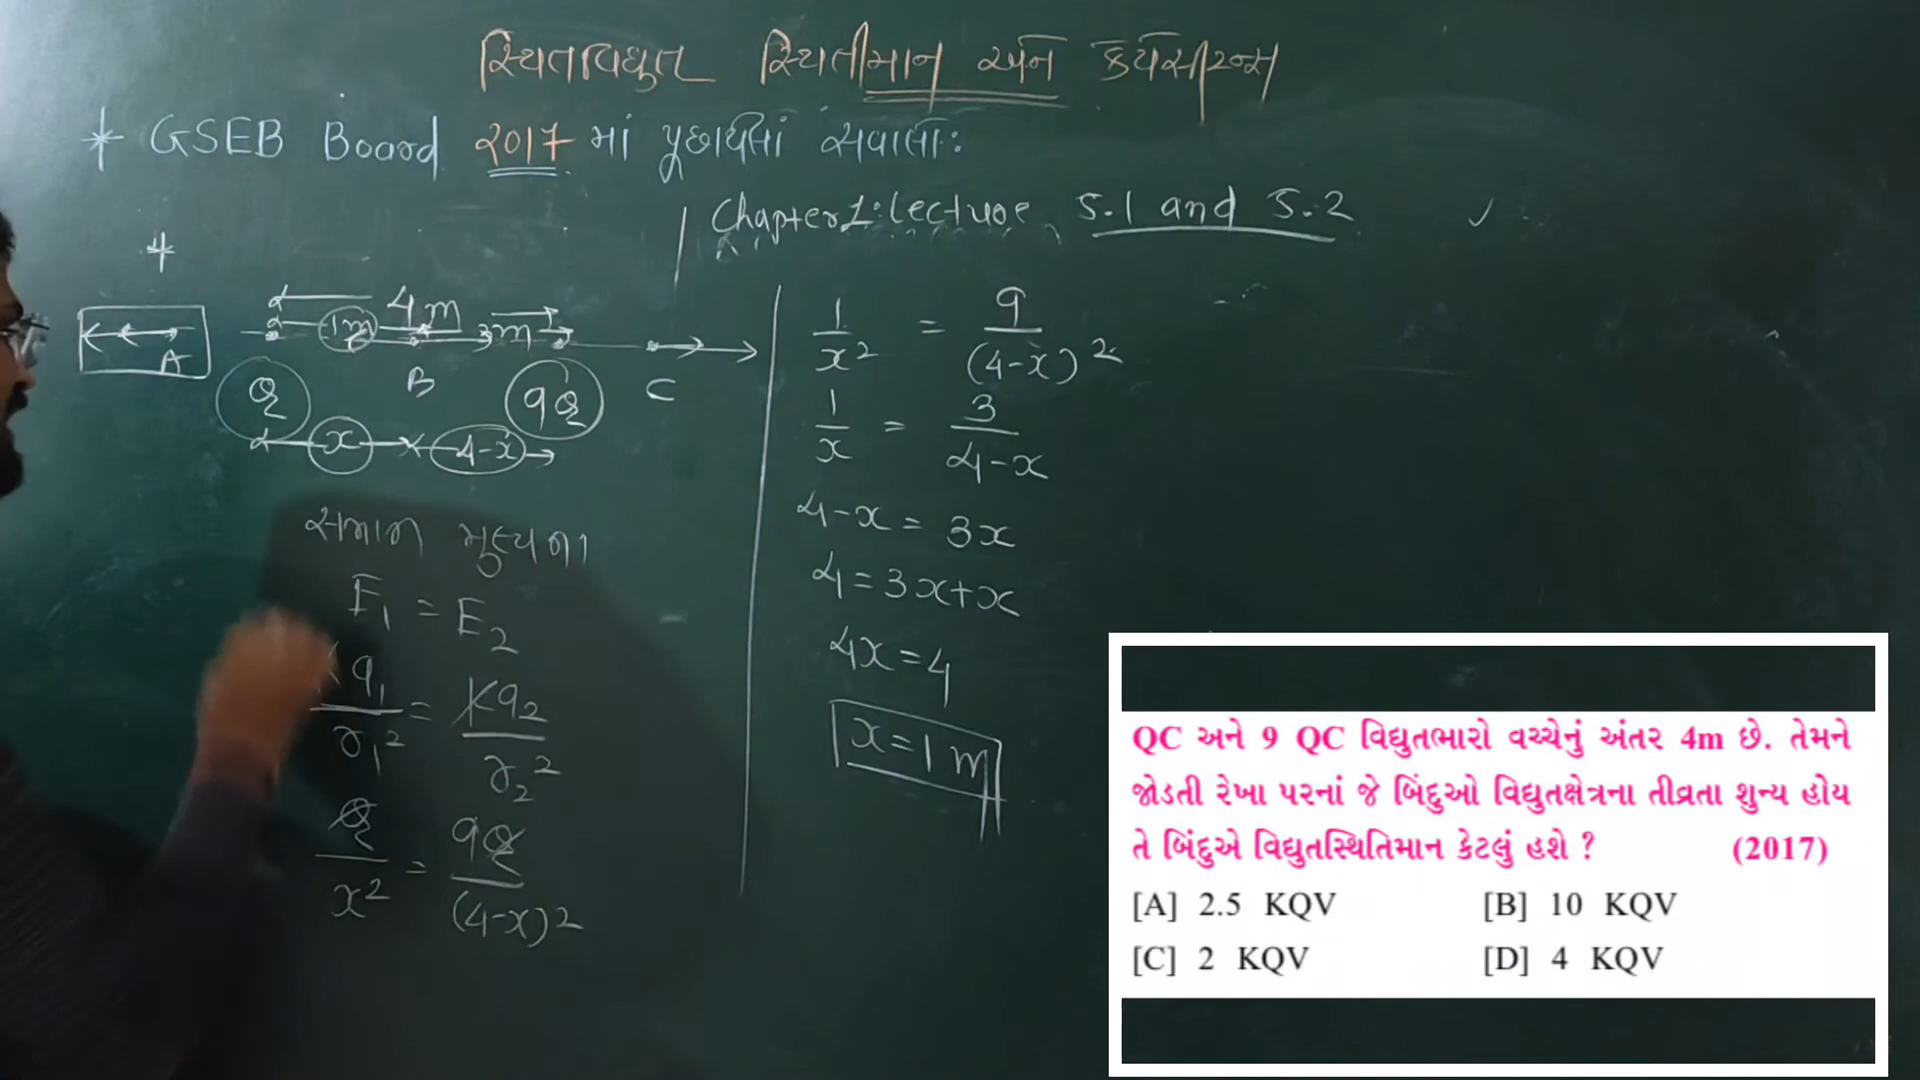 સ્થિતવિદ્યુત સ્થિતીમાન અને કેપેસીટન્સ
* GSEB Board ૨૦૧૭ માં પુછાયેલાં સવાલો:
Chapter 1: Lecture 5.1 and 5.2
4 m
1m 3m
A B C
Q 9Q
x 4-x
સમાન મુલ્યના
E₁ = E₂
Kq₁/r₁² = Kq₂/r₂²
Q/x² = 9Q/(4-x)²
1/x² = 9/(4-x)²
1/x = 3/4-x
4-x = 3x
4 = 3x+x
4x = 4
x = 1 m
QC અને 9 QC વિદ્યુતભારો વચ્ચેનું અંતર 4m છે. તેમને
જોડતી રેખા પરનાં જે બિંદુઓ વિદ્યુતક્ષેત્રના તીવ્રતા શુન્ય હોય
તે બિંદુએ વિદ્યુતસ્થિતિમાન કેટલું હશે ? (2017)
[A] 2.5 KQV [B] 10 KQV
[C] 2 KQV [D] 4 KQV